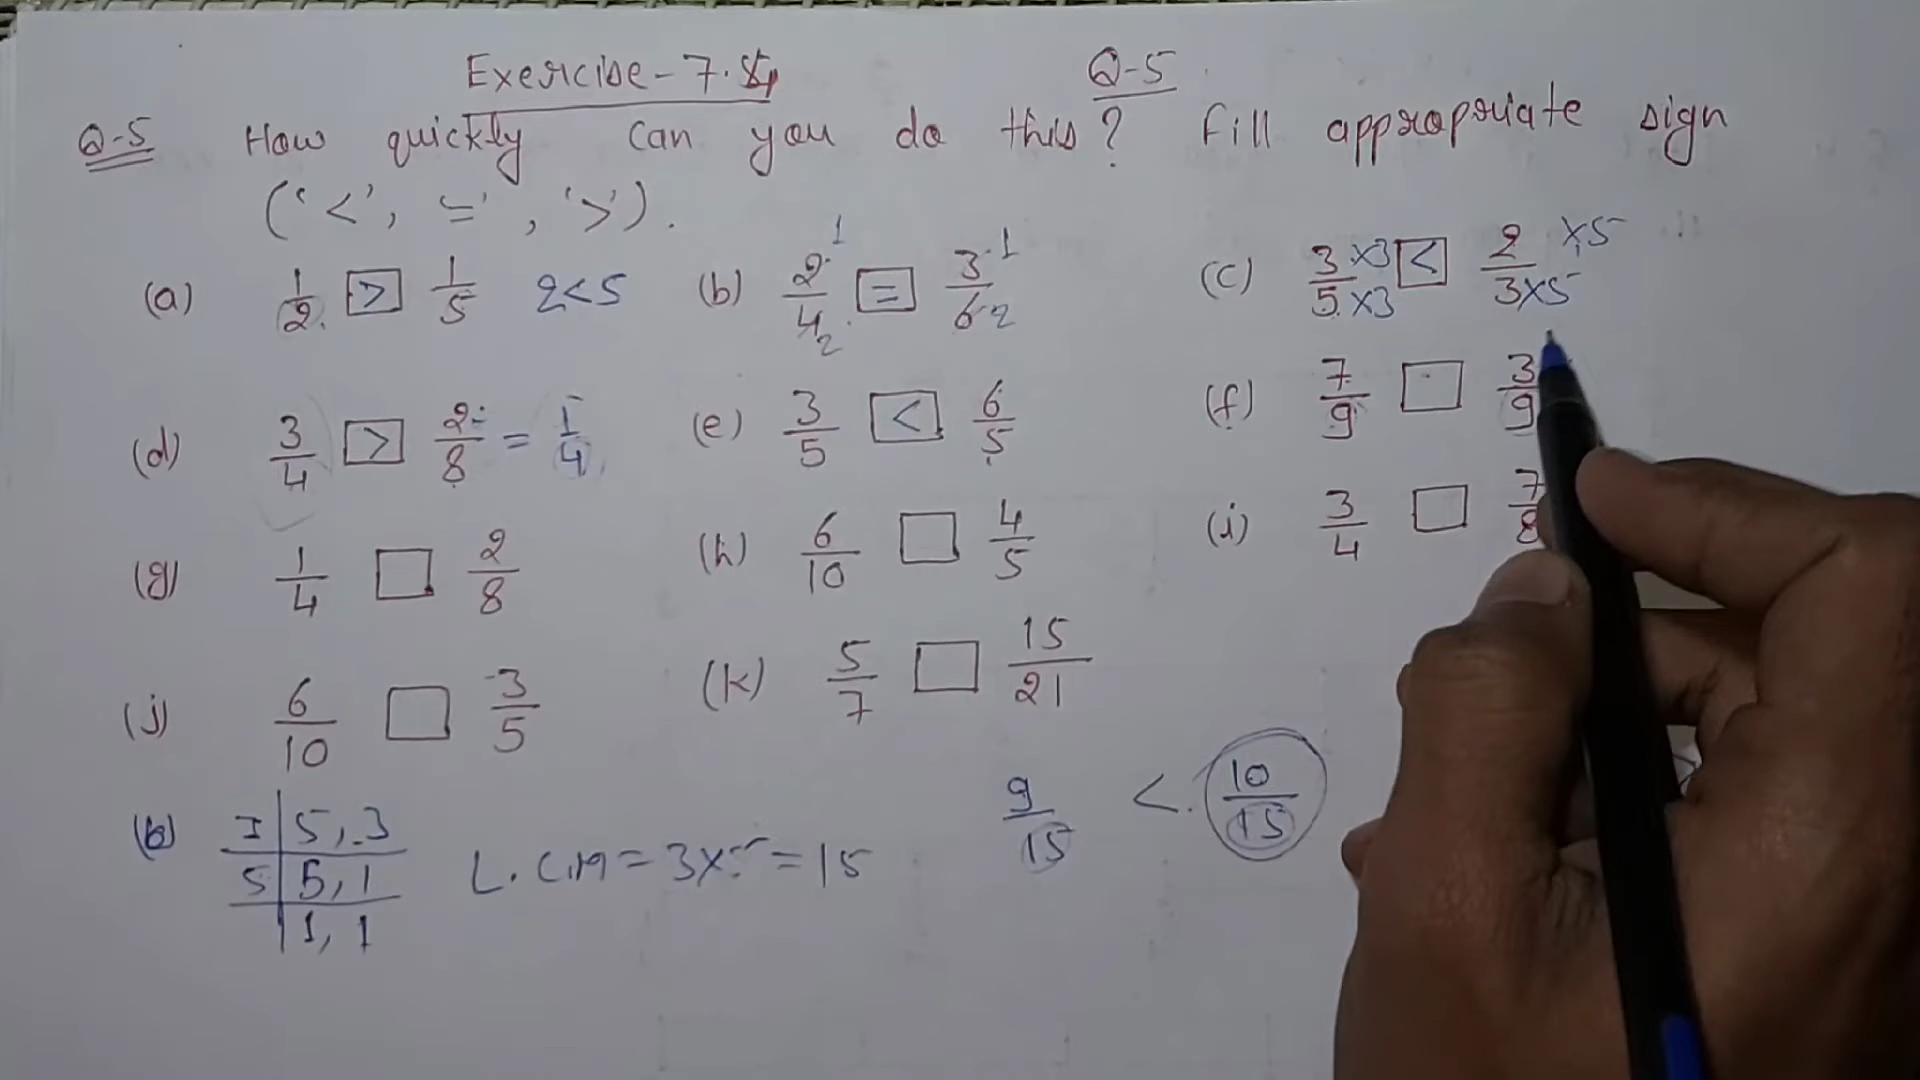 Exercise-7.4
Q-5
Q-5 How quickly can you do this? Fill appropriate sign
('<', '=', '>').
(a) 1/2 > 1/5 2<5 (b) 2/4 1 2 = 3/6 1 2 (c) 3/5 ×3 ×3 < 2/3 ×5 ×5
(d) 3/4 > 2/8 = 1/4 (e) 3/5 < 6/5 (f) 7/9 □ 3/9
(g) 1/4 □ 2/8 (h) 6/10 □ 4/5 (i) 3/4 □ 7/8
(j) 6/10 □ 3/5 (k) 5/7 □ 15/21
9/15 < 10/15
5, 3
5 | 5, 1 L.C.M = 3×5 = 15
1, 1